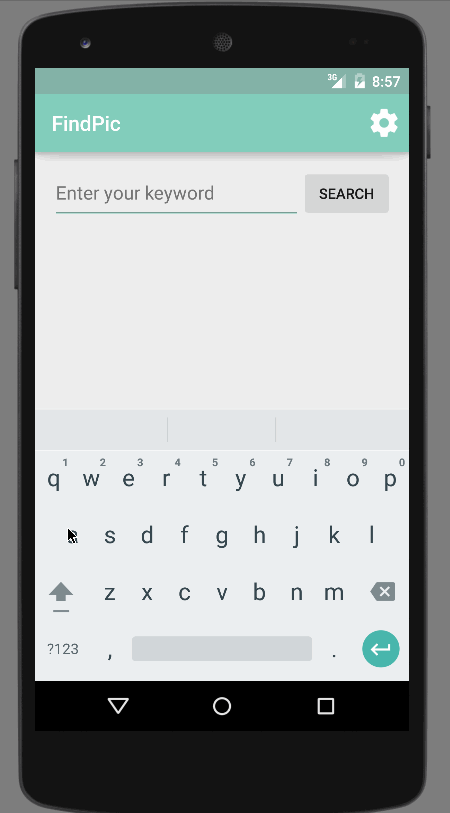 3G 8:57
FindPic
Enter your keyword SEARCH
1 2 3 4 5 6 7 8 9 0
q w e r t y u i o p
s d f g h j k l
z x c v b n m
?123 , .